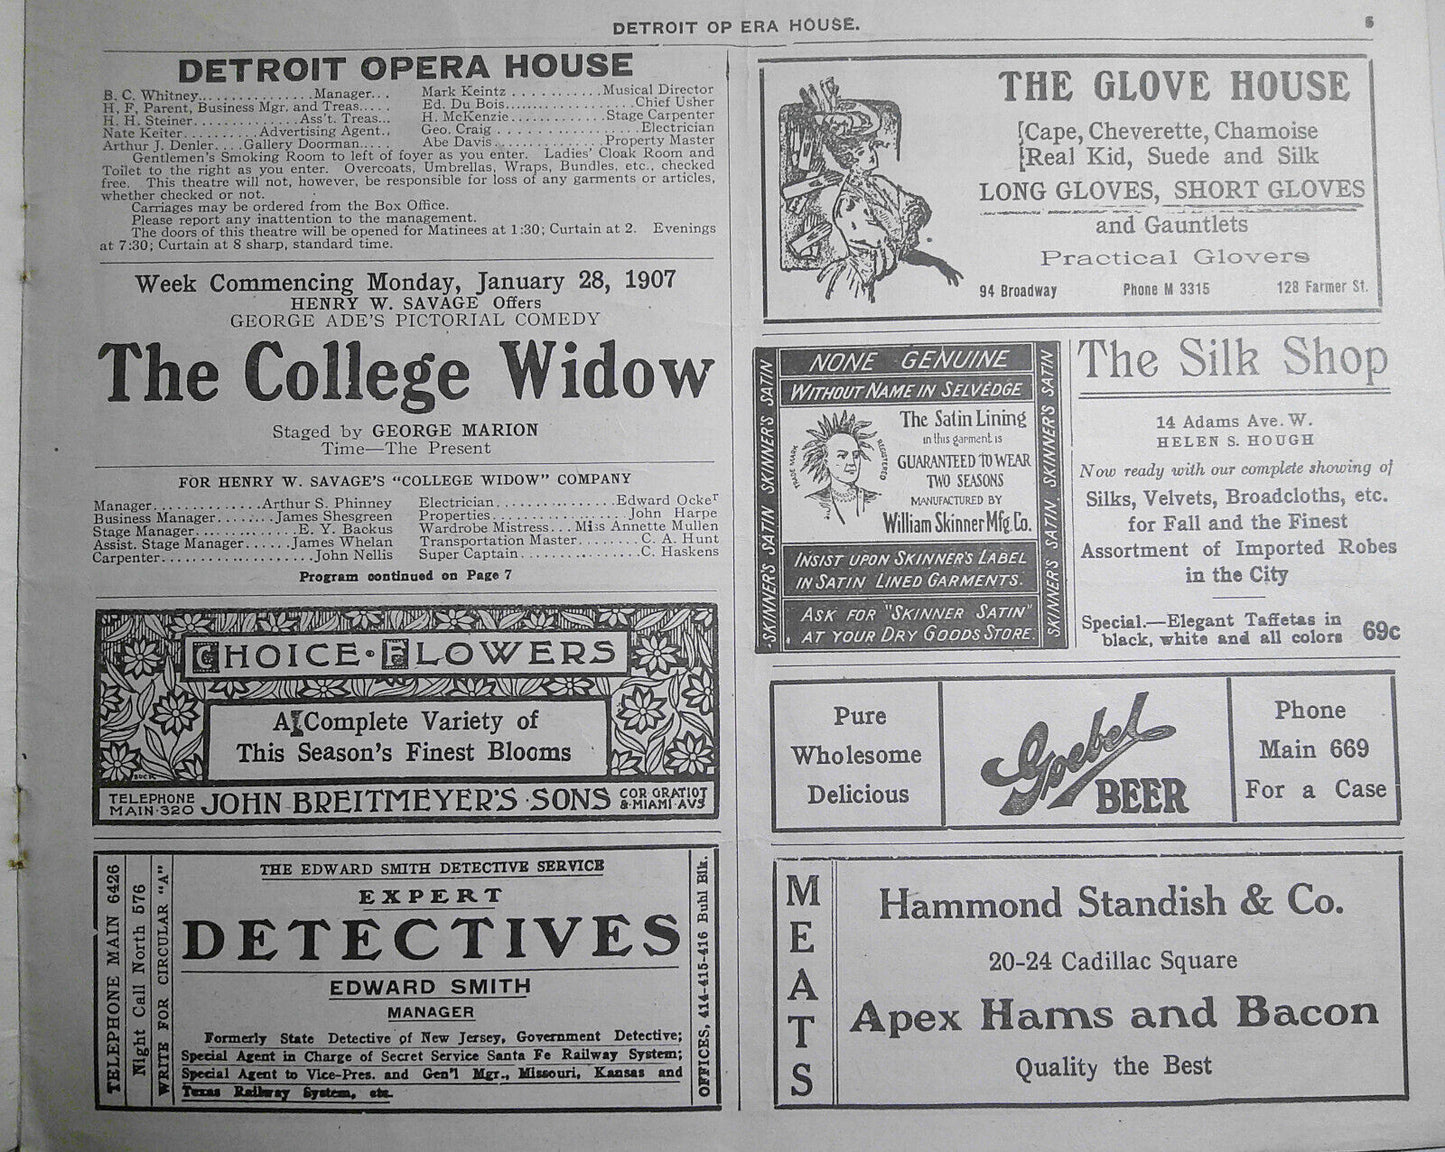 DETROIT OP ERA HOUSE.
5
DETROIT OPERA HOUSE
B. C. Whitney..............Manager...
H. F. Parent, Business Mgr. and Treas.....
H. H. Steiner.............Ass't. Treas...
Nate Keiter.........Advertising Agent..
Arthur J. Denler....Gallery Doorman.....
Mark Keintz..........Musical Director
Ed. Du Bois...............Chief Usher
H. McKenzie...........Stage Carpenter
Geo. Craig................Electrician
Abe Davis.............Property Master
Gentlemen's Smoking Room to left of foyer as you enter. Ladies' Cloak Room and
Toilet to the right as you enter. Overcoats, Umbrellas, Wraps, Bundles, etc., checked
free. This theatre will not, however, be responsible for loss of any garments or articles,
whether checked or not.
Carriages may be ordered from the Box Office.
Please report any inattention to the management.
The doors of this theatre will be opened for Matinees at 1:30; Curtain at 2. Evenings
at 7:30; Curtain at 8 sharp, standard time.
Week Commencing Monday, January 28, 1907
HENRY W. SAVAGE Offers
GEORGE ADE'S PICTORIAL COMEDY
The College Widow
Staged by GEORGE MARION
Time—The Present
FOR HENRY W. SAVAGE'S "COLLEGE WIDOW" COMPANY
Manager.............Arthur S. Phinney
Business Manager.......James Shesgreen
Stage Manager.............E. Y. Backus
Assist. Stage Manager......James Whelan
Carpenter..................John Nellis
Electrician...............Edward Ocker
Properties.................John Harpe
Wardrobe Mistress...Miss Annette Mullen
Transportation Master........C. A. Hunt
Super Captain...............C. Haskens
Program continued on Page 7
CHOICE FLOWERS
A Complete Variety of
This Season's Finest Blooms
BUCK
TELEPHONE
MAIN·320
JOHN BREITMEYER'S SONS
COR GRATIOT
& MIAMI AVS
TELEPHONE MAIN 6426
Night Call North 576
WRITE FOR CIRCULAR "A"
THE EDWARD SMITH DETECTIVE SERVICE
EXPERT
DETECTIVES
EDWARD SMITH
MANAGER
Formerly State Detective of New Jersey, Government Detective;
Special Agent in Charge of Secret Service Santa Fe Railway System;
Special Agent to Vice-Pres. and Gen'l Mgr., Missouri, Kansas and
Texas Railway System, etc.
OFFICES, 414-415-416 Buhl Blk.
THE GLOVE HOUSE
Cape, Cheverette, Chamoise
Real Kid, Suede and Silk
LONG GLOVES, SHORT GLOVES
and Gauntlets
Practical Glovers
94 Broadway Phone M 3315 128 Farmer St.
SKINNER'S SATIN SKINNER'S SATIN
NONE GENUINE
WITHOUT NAME IN SELVEDGE
TRADE MARK
REGISTERED
The Satin Lining
in this garment is
GUARANTEED TO WEAR
TWO SEASONS
MANUFACTURED BY
William Skinner Mfg. Co.
INSIST UPON SKINNER'S LABEL
IN SATIN LINED GARMENTS.
ASK FOR "SKINNER SATIN"
AT YOUR DRY GOODS STORE.
SKINNER'S SATIN. SKINNER'S SATIN
The Silk Shop
14 Adams Ave. W.
HELEN S. HOUGH
Now ready with our complete showing of
Silks, Velvets, Broadcloths, etc.
for Fall and the Finest
Assortment of Imported Robes
in the City
Special.—Elegant Taffetas in
black, white and all colors 69c
Pure
Wholesome
Delicious
Goebel
BEER
Phone
Main 669
For a Case
MEATS
Hammond Standish & Co.
20-24 Cadillac Square
Apex Hams and Bacon
Quality the Best